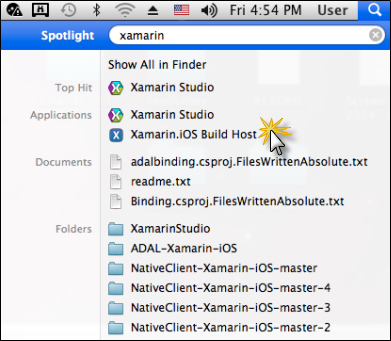 Fri 4:54 PM User
Spotlight xamarin
Show All in Finder
Top Hit Xamarin Studio
Applications Xamarin Studio
Xamarin.iOS Build Host
Documents adalbinding.csproj.FilesWrittenAbsolute.txt
readme.txt
Binding.csproj.FilesWrittenAbsolute.txt
Folders XamarinStudio
ADAL-Xamarin-iOS
NativeClient-Xamarin-iOS-master
NativeClient-Xamarin-iOS-master-4
NativeClient-Xamarin-iOS-master-3
NativeClient-Xamarin-iOS-master-2